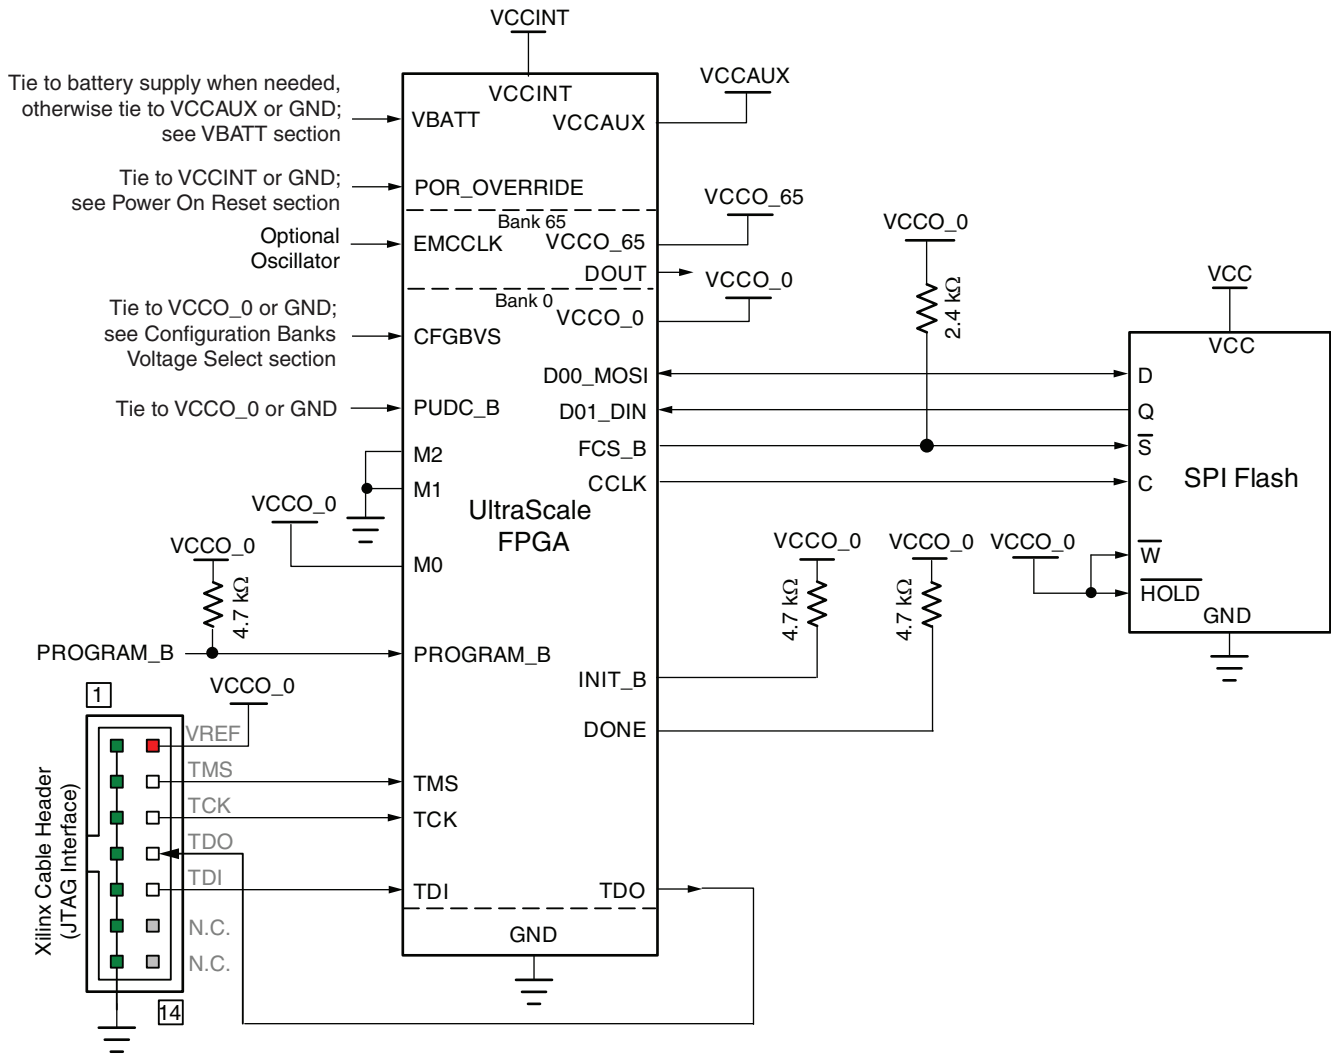 VCCINT
Tie to battery supply when needed,
otherwise tie to VCCAUX or GND;
see VBATT section
VCCINT
VBATT
VCCAUX
VCCAUX
Tie to VCCINT or GND;
see Power On Reset section
POR_OVERRIDE
Bank 65
Optional
Oscillator
EMCCLK
VCCO_65
VCCO_65
DOUT
Bank 0
VCCO_0
VCCO_0
Tie to VCCO_0 or GND;
see Configuration Banks
Voltage Select section
CFGBVS
VCCO_0
2.4 kΩ
VCC
VCC
D00_MOSI
D
Tie to VCCO_0 or GND
PUDC_B
D01_DIN
Q
M2
FCS_B
S
M1
CCLK
C
SPI Flash
UltraScale
FPGA
VCCO_0
M0
VCCO_0
4.7 kΩ
VCCO_0
4.7 kΩ
VCCO_0
4.7 kΩ
VCCO_0
W
HOLD
GND
PROGRAM_B
PROGRAM_B
INIT_B
DONE
1
VCCO_0
VREF
TMS
TMS
TCK
TCK
TDO
TDI
TDI
TDO
N.C.
N.C.
Xilinx Cable Header
(JTAG Interface)
14
GND